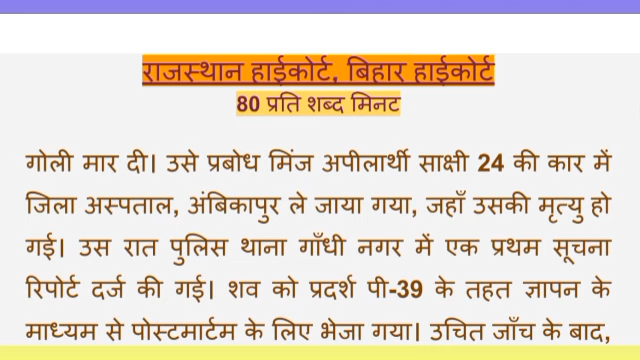 राजस्थान हाईकोर्ट, बिहार हाईकोर्ट
80 प्रति शब्द मिनट
गोली मार दी। उसे प्रबोध मिंज अपीलार्थी साक्षी 24 की कार में
जिला अस्पताल, अंबिकापुर ले जाया गया, जहाँ उसकी मृत्यु हो
गई। उस रात पुलिस थाना गाँधी नगर में एक प्रथम सूचना
रिपोर्ट दर्ज की गई। शव को प्रदर्श पी-39 के तहत ज्ञापन के
माध्यम से पोस्टमार्टम के लिए भेजा गया। उचित जाँच के बाद,